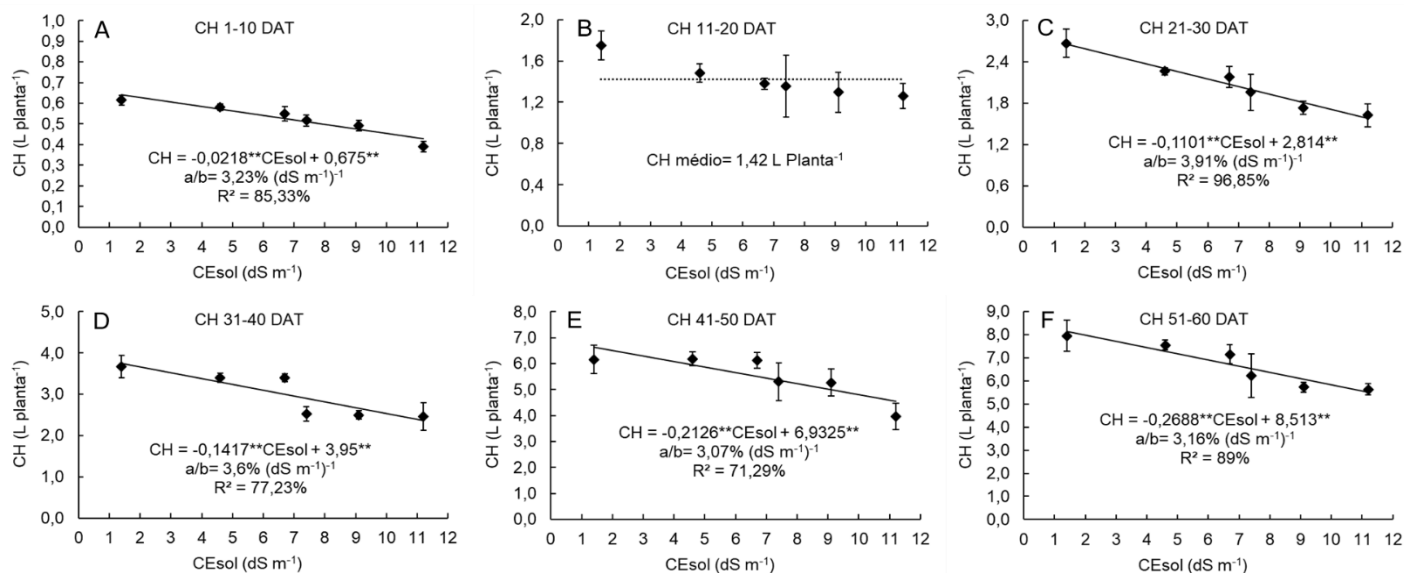 A
CH 1-10 DAT
CH (L planta⁻¹)
1,0
0,9
0,8
0,7
0,6
0,5
0,4
0,3
0,2
0,1
0,0
CH = -0,0218**CEsol + 0,675**
a/b= 3,23% (dS m⁻¹)⁻¹
R² = 85,33%
0 1 2 3 4 5 6 7 8 9 10 11 12
CEsol (dS m⁻¹)
B
CH 11-20 DAT
CH (L planta⁻¹)
2,0
1,6
1,2
0,8
0,4
0,0
CH médio= 1,42 L Planta⁻¹
0 1 2 3 4 5 6 7 8 9 10 11 12
CEsol (dS m⁻¹)
C
CH 21-30 DAT
CH (L planta⁻¹)
3,0
2,4
1,8
1,2
0,6
0,0
CH = -0,1101**CEsol + 2,814**
a/b= 3,91% (dS m⁻¹)⁻¹
R² = 96,85%
0 1 2 3 4 5 6 7 8 9 10 11 12
CEsol (dS m⁻¹)
D
CH 31-40 DAT
CH (L planta⁻¹)
5,0
4,0
3,0
2,0
1,0
0,0
CH = -0,1417**CEsol + 3,95**
a/b= 3,6% (dS m⁻¹)⁻¹
R² = 77,23%
0 1 2 3 4 5 6 7 8 9 10 11 12
CEsol (dS m⁻¹)
E
CH 41-50 DAT
CH (L planta⁻¹)
8,0
7,0
6,0
5,0
4,0
3,0
2,0
1,0
0,0
CH = -0,2126**CEsol + 6,9325**
a/b= 3,07% (dS m⁻¹)⁻¹
R² = 71,29%
0 1 2 3 4 5 6 7 8 9 10 11 12
CEsol (dS m⁻¹)
F
CH 51-60 DAT
CH (L planta⁻¹)
9,0
8,0
7,0
6,0
5,0
4,0
3,0
2,0
1,0
0,0
CH = -0,2688**CEsol + 8,513**
a/b= 3,16% (dS m⁻¹)⁻¹
R² = 89%
0 1 2 3 4 5 6 7 8 9 10 11 12
CEsol (dS m⁻¹)